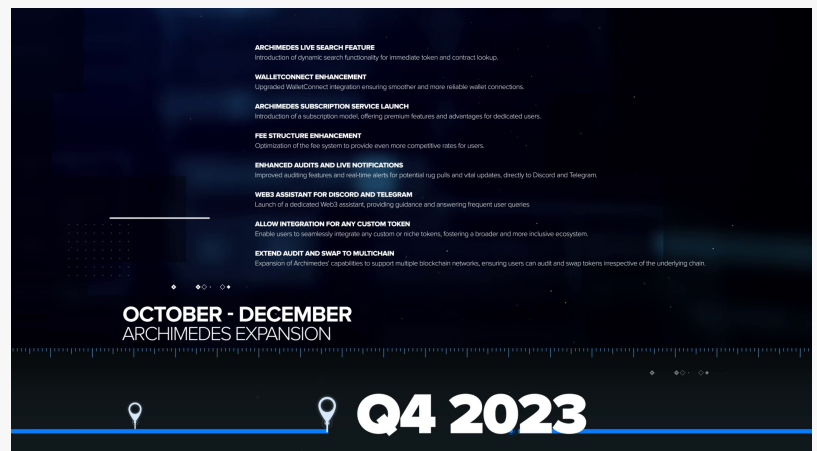 ARCHIMEDES LIVE SEARCH FEATURE
Introduction of dynamic search functionality for immediate token and contract lookup.
WALLETCONNECT ENHANCEMENT
Upgraded WalletConnect integration ensuring smoother and more reliable wallet connections.
ARCHIMEDES SUBSCRIPTION SERVICE LAUNCH
Introduction of a subscription model, offering premium features and advantages for dedicated users.
FEE STRUCTURE ENHANCEMENT
Optimization of the fee system to provide even more competitive rates for users.
ENHANCED AUDITS AND LIVE NOTIFICATIONS
Improved auditing features and real-time alerts for potential rug pulls and vital updates, directly to Discord and Telegram.
WEB3 ASSISTANT FOR DISCORD AND TELEGRAM
Launch of a dedicated Web3 assistant, providing guidance and answering frequent user queries
ALLOW INTEGRATION FOR ANY CUSTOM TOKEN
Enable users to seamlessly integrate any custom or niche tokens, fostering a broader and more inclusive ecosystem.
EXTEND AUDIT AND SWAP TO MULTICHAIN
Expansion of Archimedes' capabilities to support multiple blockchain networks, ensuring users can audit and swap tokens irrespective of the underlying chain.
OCTOBER - DECEMBER
ARCHIMEDES EXPANSION
Q4 2023